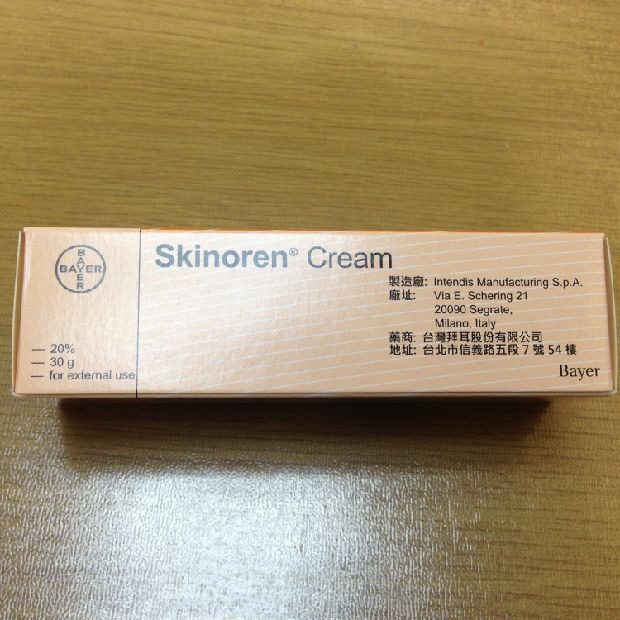 BAYER
BAYER
Skinoren® Cream
製造廠: Intendis Manufacturing S.p.A.
廠址: Via E. Schering 21
20090 Segrate,
Milano, Italy
藥商: 台灣拜耳股份有限公司
地址: 台北市信義路五段 7 號 54 樓
— 20%
— 30 g
— for external use
Bayer